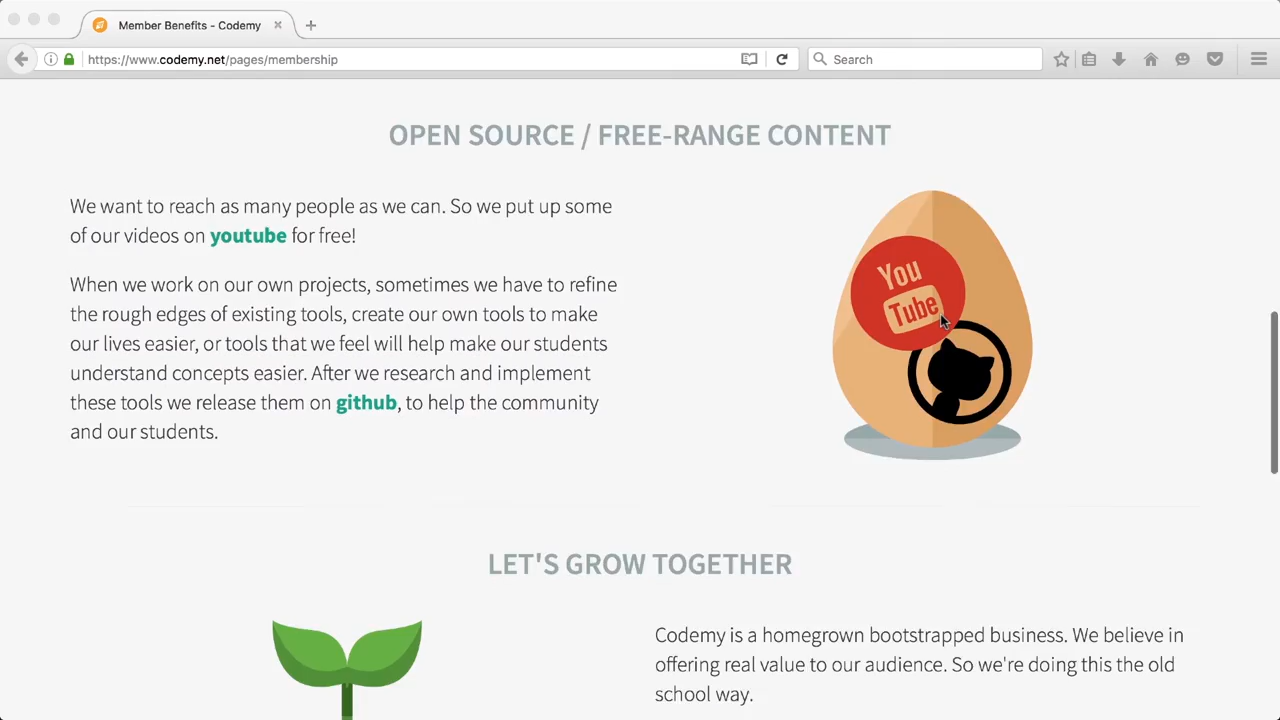 Member Benefits - Codemy
https://www.codemy.net/pages/membership
Search
OPEN SOURCE / FREE-RANGE CONTENT
We want to reach as many people as we can. So we put up some
of our videos on youtube for free!
When we work on our own projects, sometimes we have to refine
the rough edges of existing tools, create our own tools to make
our lives easier, or tools that we feel will help make our students
understand concepts easier. After we research and implement
these tools we release them on github, to help the community
and our students.
You
Tube
LET'S GROW TOGETHER
Codemy is a homegrown bootstrapped business. We believe in
offering real value to our audience. So we're doing this the old
school way.